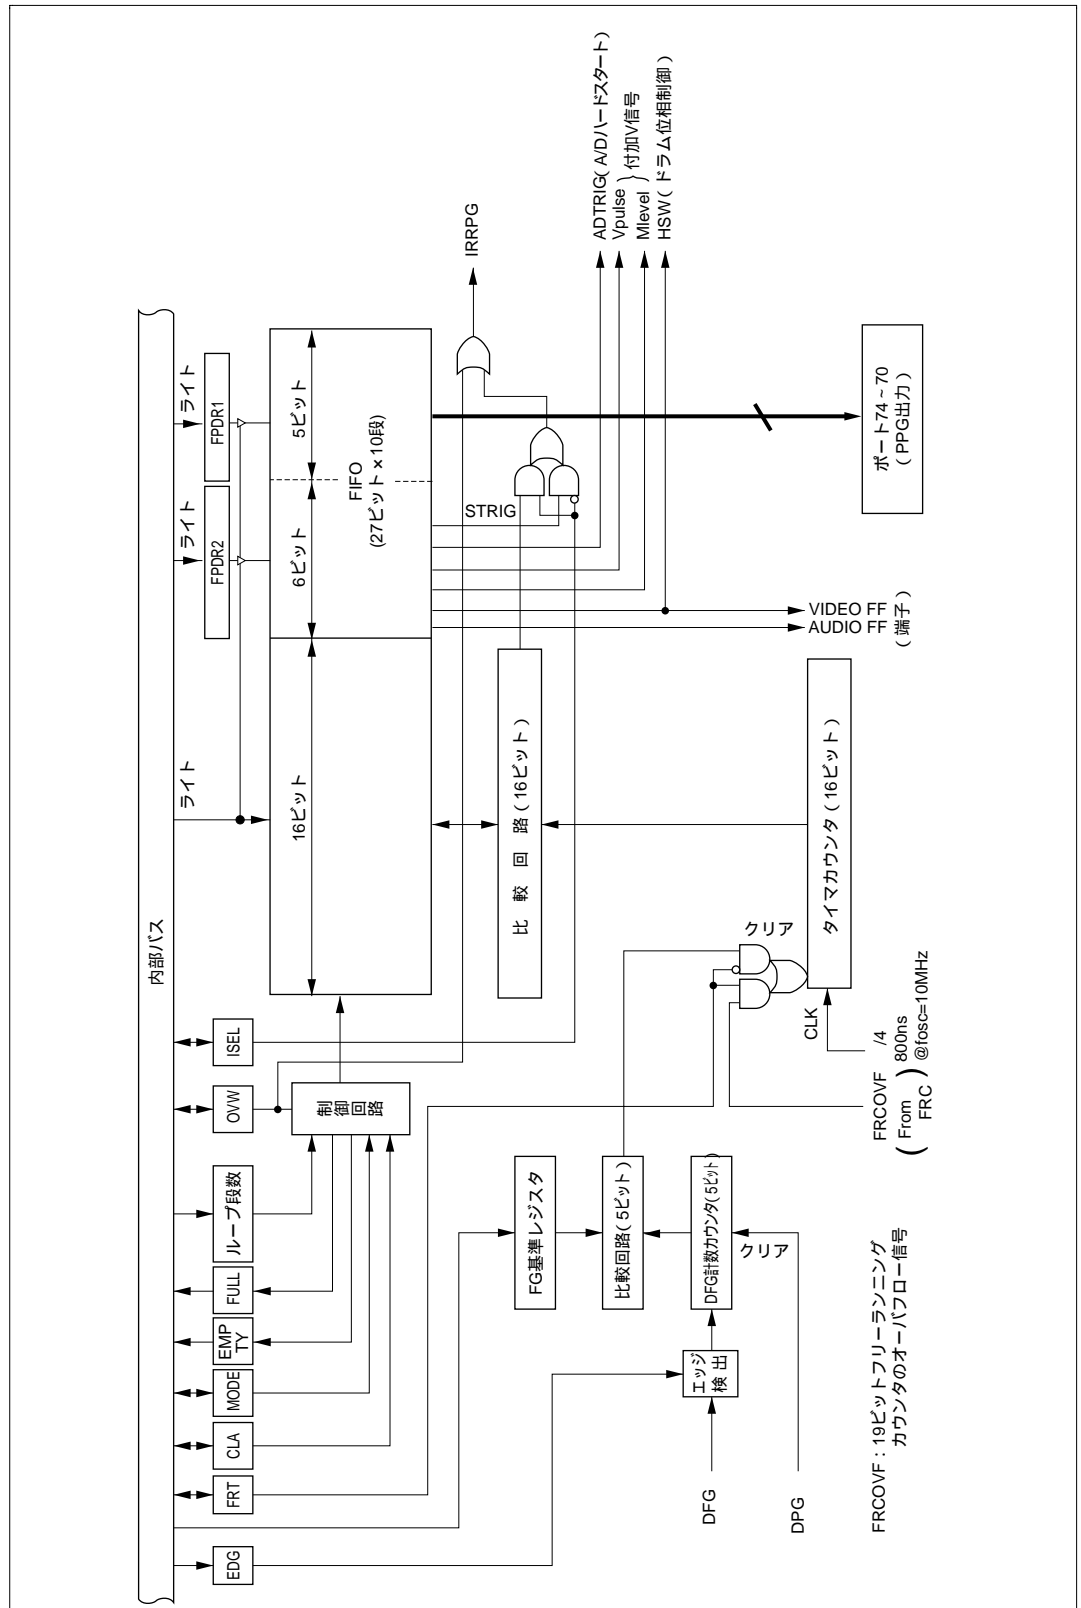 内部バス
EDG
FRT
CLA
MODE
EMP
TY
FULL
ループ段数
OVW
ISEL
ライト
ライト
FPDR2
ライト
FPDR1
制御回路
16ビット
6ビット
5ビット
FIFO
(27ビット×10段)
IRRPG
STRIG
ADTRIG(A/Dハードスタート)
Vpulse
Mlevel
付加V信号
HSW(ドラム位相制御)
FG基準レジスタ
比較回路(5ビット)
DFG計数カウンタ(5ビット)
クリア
エッジ
検出
DFG
DPG
比較回路(16ビット)
クリア
タイマカウンタ(16ビット)
CLK
VIDEO FF
AUDIO FF
(端子)
ポート74~70
(PPG出力)
FRCOVF
(From
FRC)
/4
800ns
@fosc=10MHz
FRCOVF:19ビットフリーランニング
カウンタのオーバフロー信号